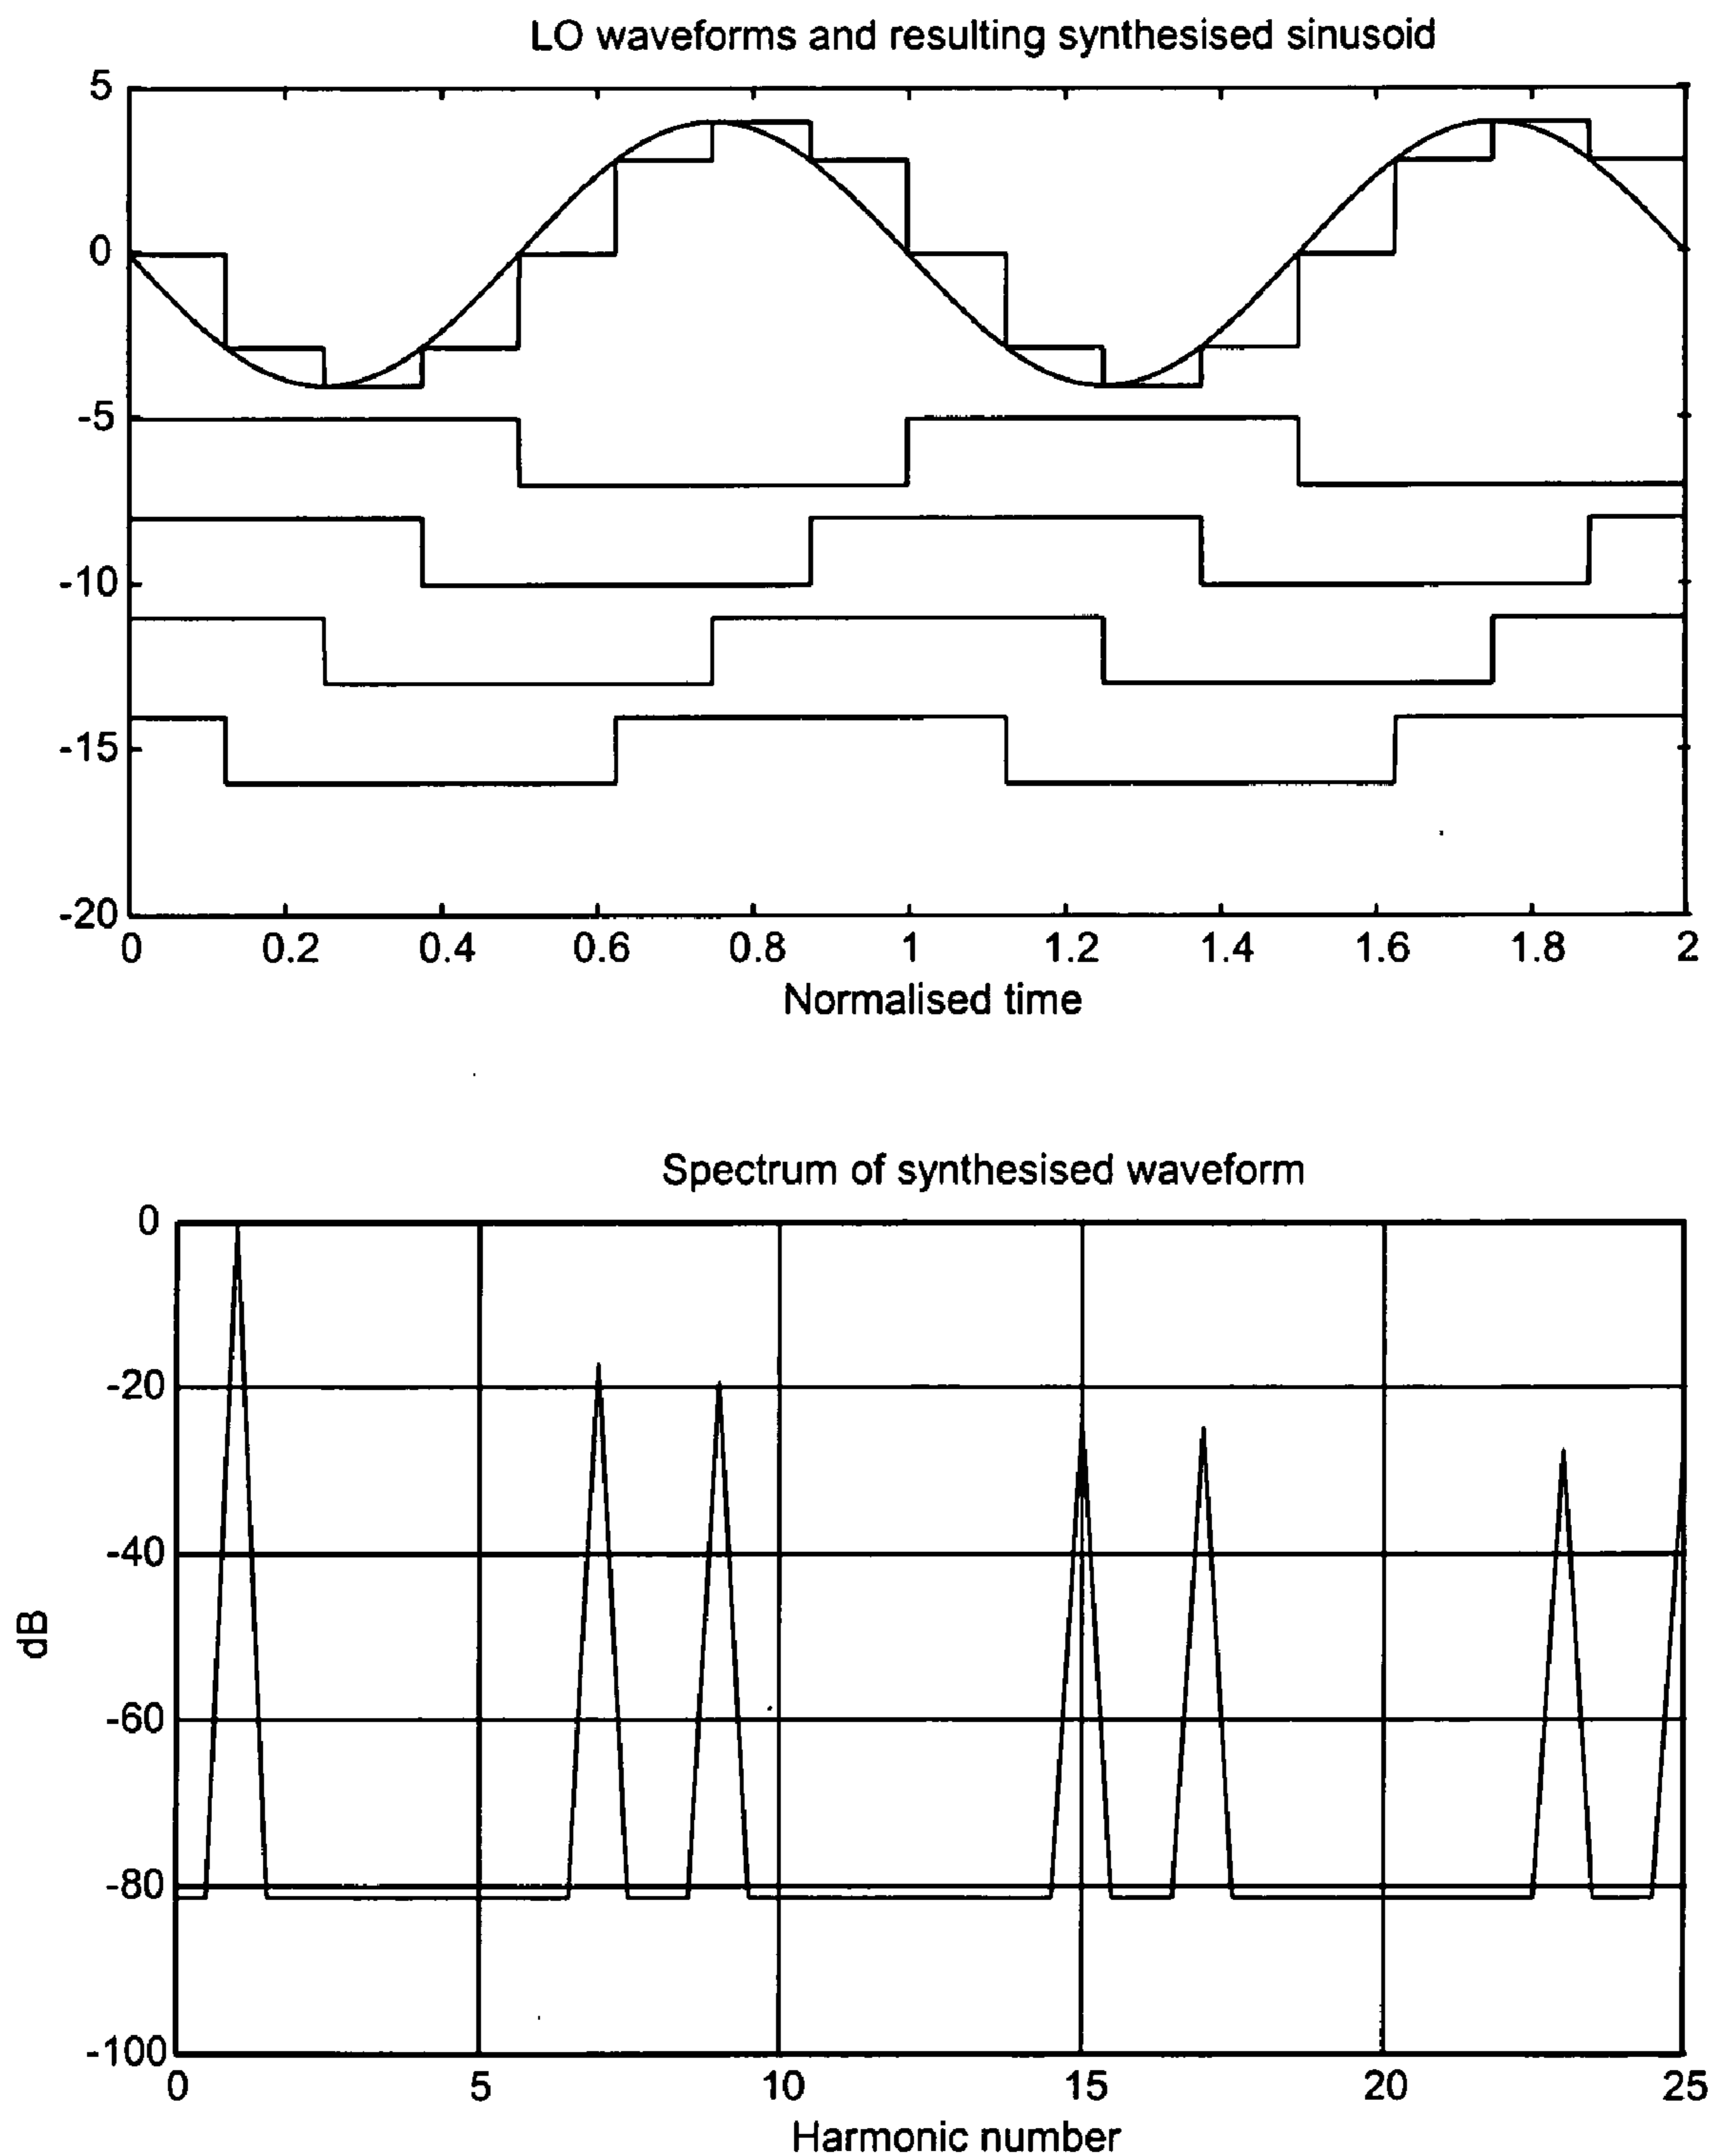 LO waveforms and resulting synthesised sinusoid
5
0
-5
-10
-15
-20
0 0.2 0.4 0.6 0.8 1 1.2 1.4 1.6 1.8 2
Normalised time
Spectrum of synthesised waveform
0
-20
-40
dB
-60
-80
-100
0 5 10 15 20 25
Harmonic number